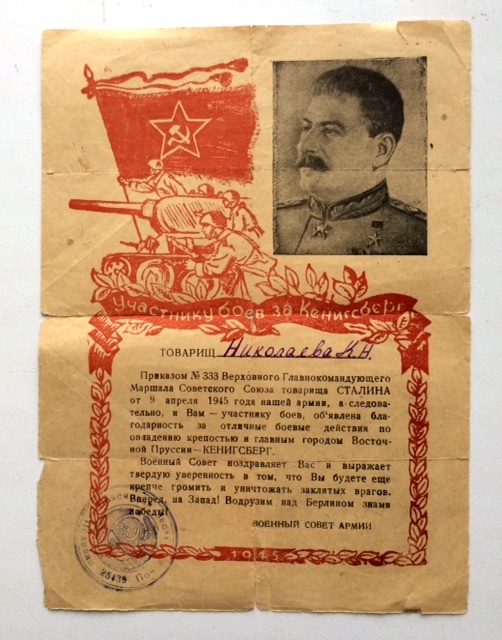 Участнику боев за Кенигсберг
ТОВАРИЩ Николаева К Н.
Приказом № 333 Верховного Главнокомандующего
Маршала Советского Союза товарища СТАЛИНА
от 9 апреля 1945 года нашей армии, а следова-
тельно, и Вам — участнику боев, об'явлена бла-
годарность за отличные боевые действия по
овладению крепостью и главным городом Восточ-
ной Пруссии—КЕНИГСБЕРГ.
Военный Совет поздравляет Вас и выражает
твердую уверенность в том, что Вы будете еще
крепче громить и уничтожать заклятых врагов.
Вперед, на Запад! Водрузим над Берлином знамя
победы!
ВОЕННЫЙ СОВЕТ АРМИИ
1945
25439